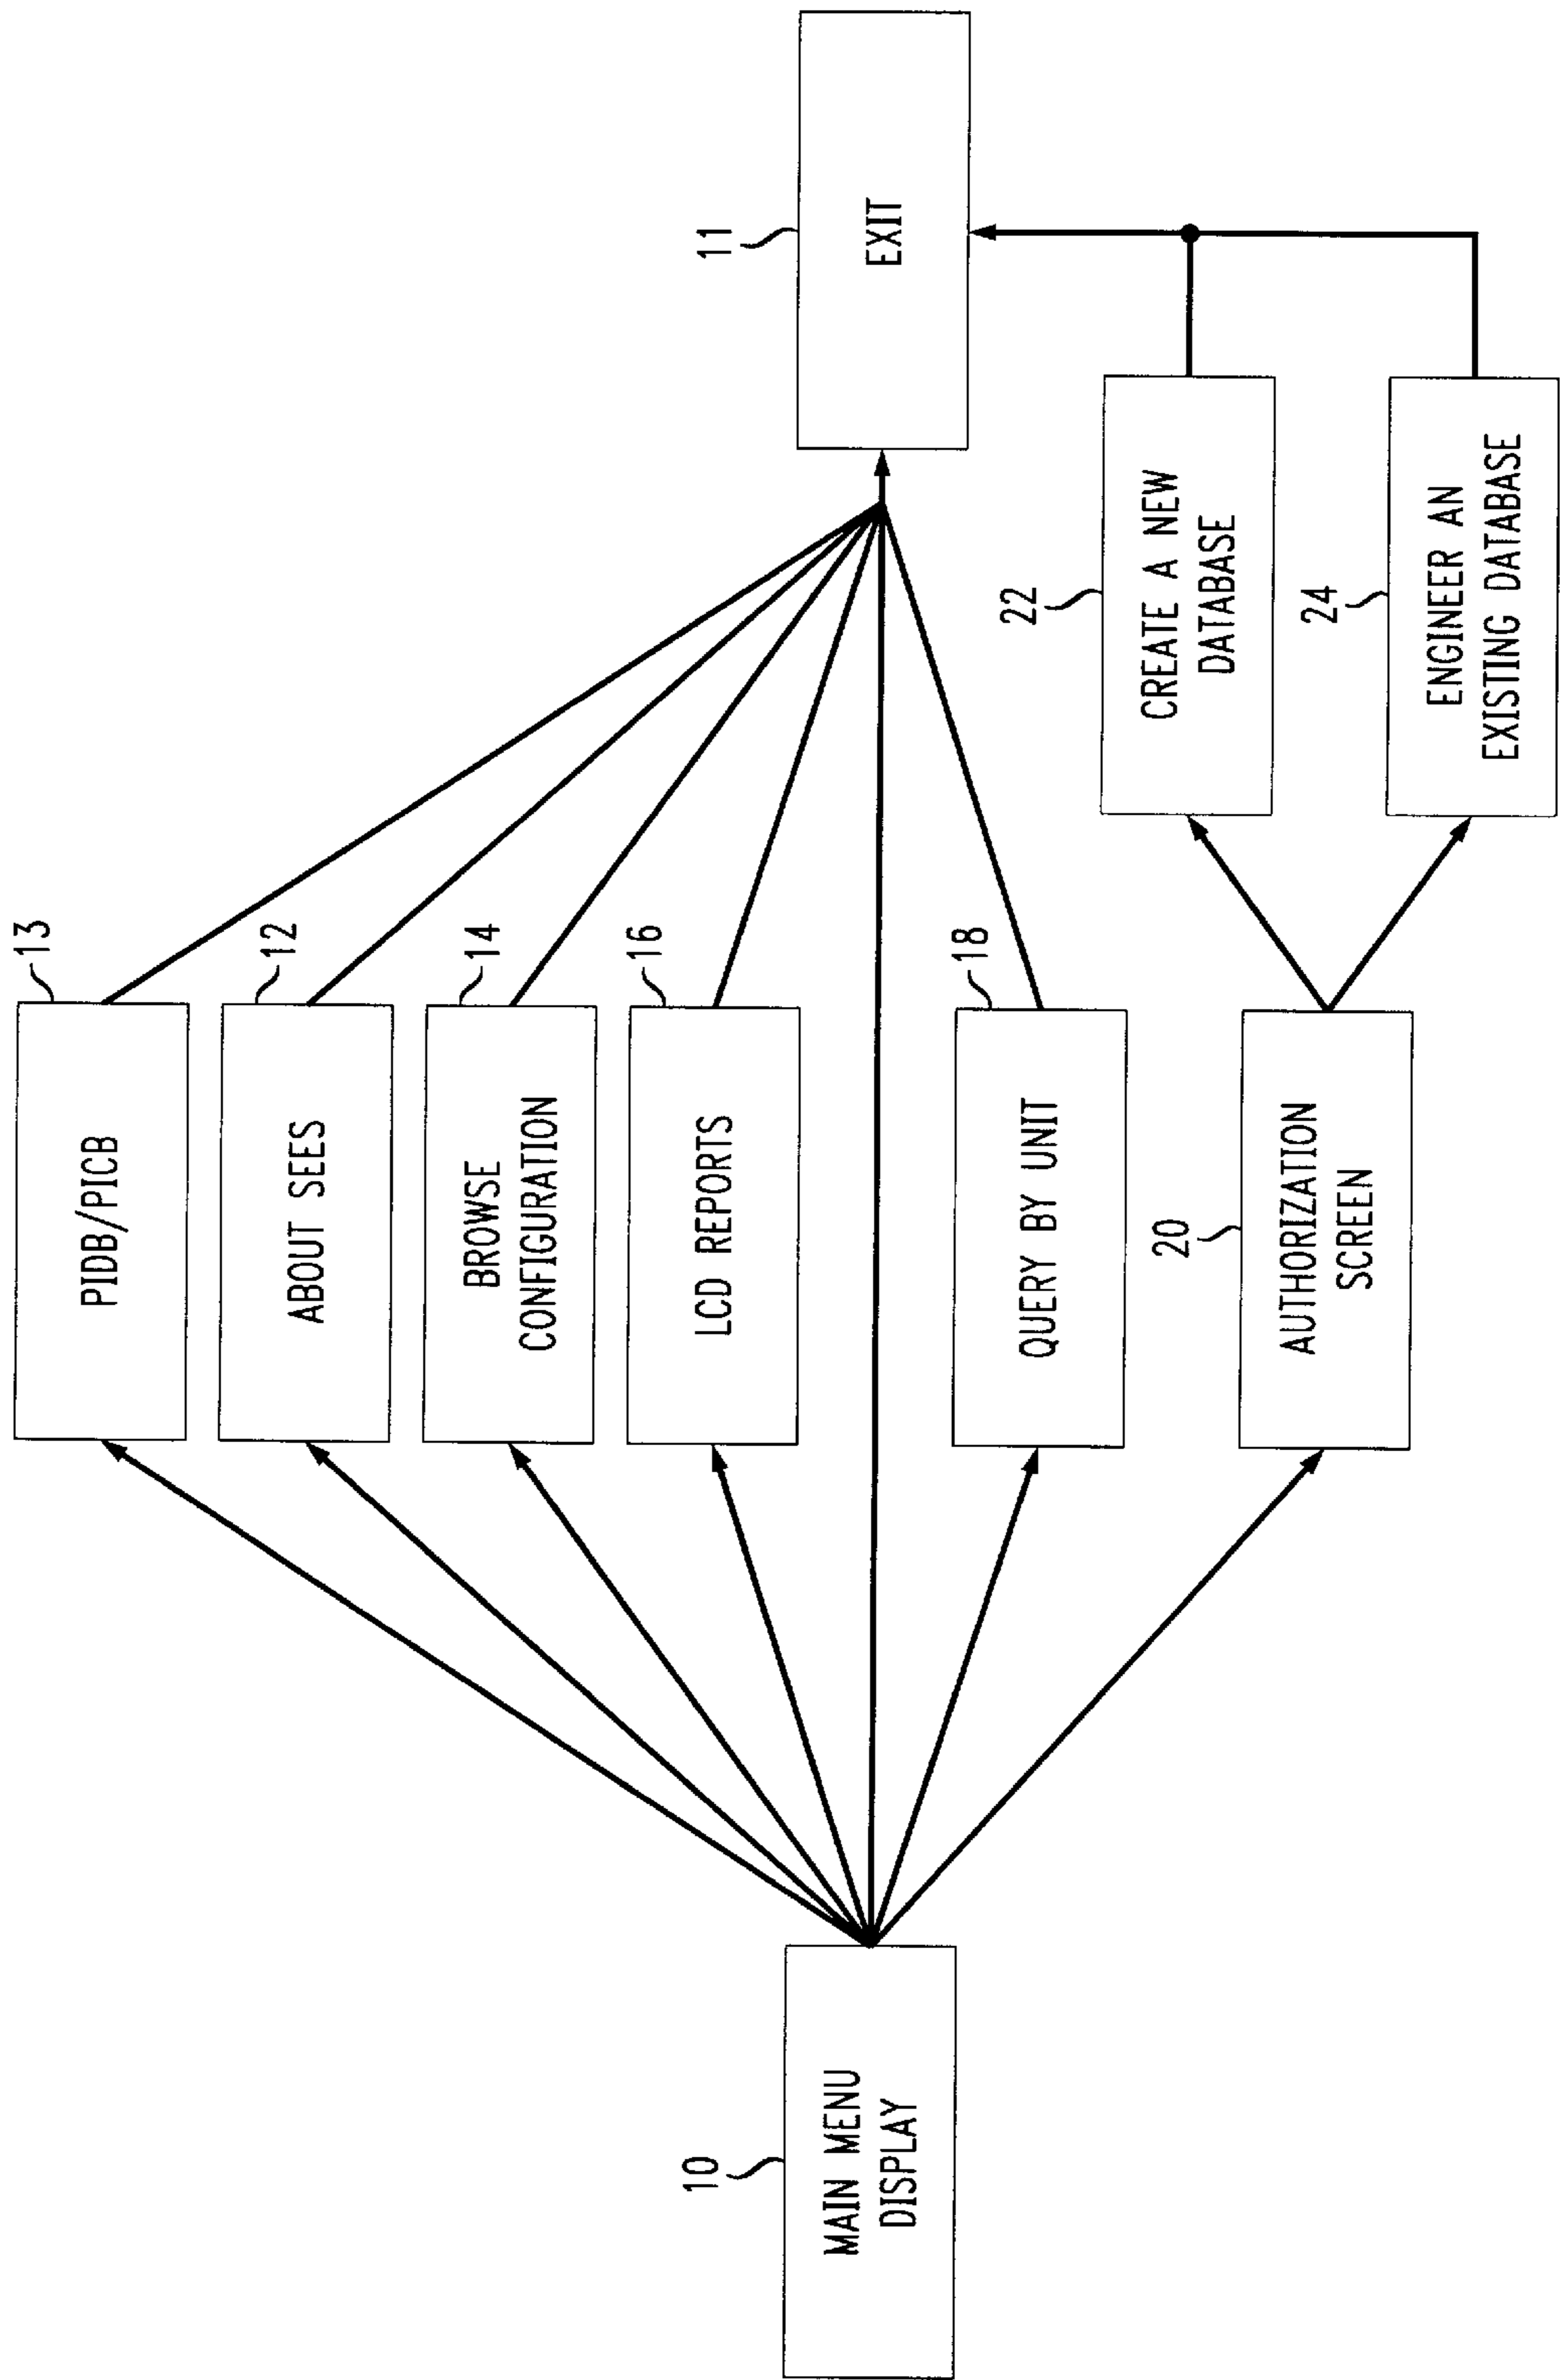 10
MAIN MENU
DISPLAY
13
PIDB/PICB
12
ABOUT SEES
14
BROWSE
CONFIGURATION
16
LCD REPORTS
18
QUERY BY UNIT
20
AUTHORIZATION
SCREEN
11
EXIT
22
CREATE A NEW
DATABASE
24
ENGINEER AN
EXISTING DATABASE